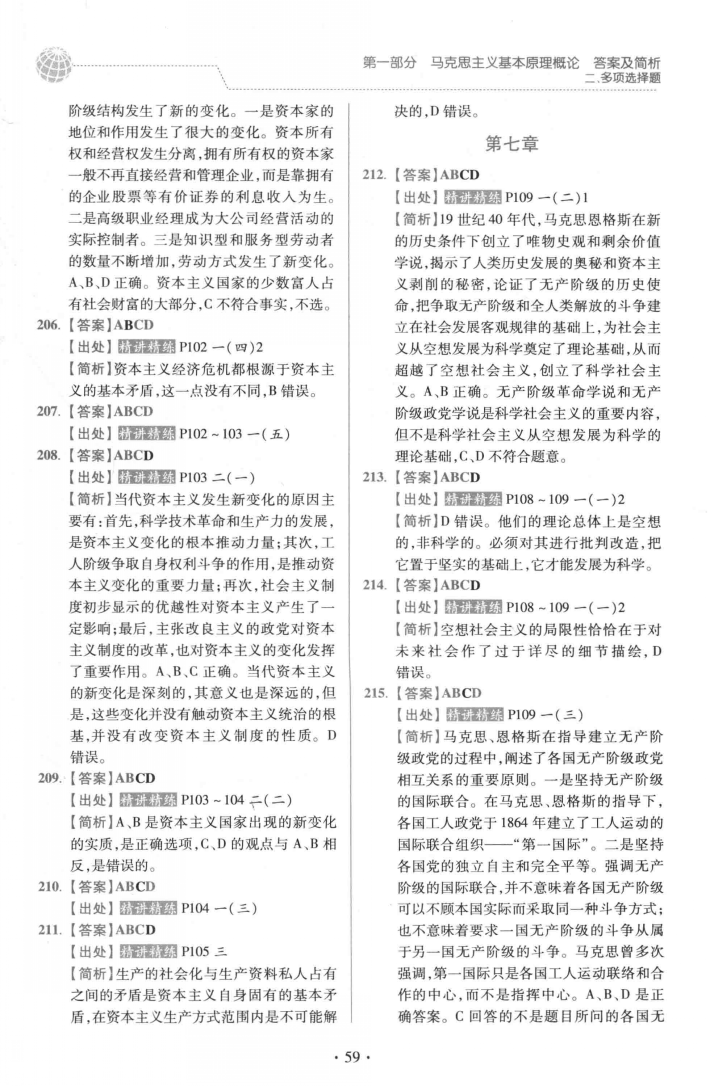 第一部分　马克思主义基本原理概论　答案及简析
二、多项选择题
阶级结构发生了新的变化。一是资本家的
地位和作用发生了很大的变化。资本所有
权和经营权发生分离,拥有所有权的资本家
一般不再直接经营和管理企业,而是靠拥有
的企业股票等有价证券的利息收入为生。
二是高级职业经理成为大公司经营活动的
实际控制者。三是知识型和服务型劳动者
的数量不断增加,劳动方式发生了新变化。
A、B、D 正确。资本主义国家的少数富人占
有社会财富的大部分,C 不符合事实,不选。
206. 【答案】ABCD
【出处】精讲精练 P102 一(四)2
【简析】资本主义经济危机都根源于资本主
义的基本矛盾,这一点没有不同,B 错误。
207. 【答案】ABCD
【出处】精讲精练 P102 ~ 103 一(五)
208. 【答案】ABCD
【出处】精讲精练 P103 二(一)
【简析】当代资本主义发生新变化的原因主
要有:首先,科学技术革命和生产力的发展,
是资本主义变化的根本推动力量;其次,工
人阶级争取自身权利斗争的作用,是推动资
本主义变化的重要力量;再次,社会主义制
度初步显示的优越性对资本主义产生了一
定影响;最后,主张改良主义的政党对资本
主义制度的改革,也对资本主义的变化发挥
了重要作用。A、B、C 正确。当代资本主义
的新变化是深刻的,其意义也是深远的,但
是,这些变化并没有触动资本主义统治的根
基,并没有改变资本主义制度的性质。D
错误。
209. 【答案】ABCD
【出处】精讲精练 P103 ~ 104 二(二)
【简析】A、B 是资本主义国家出现的新变化
的实质,是正确选项,C、D 的观点与 A、B 相
反,是错误的。
210. 【答案】ABCD
【出处】精讲精练 P104 一(三)
211. 【答案】ABCD
【出处】精讲精练 P105 三
【简析】生产的社会化与生产资料私人占有
之间的矛盾是资本主义自身固有的基本矛
盾,在资本主义生产方式范围内是不可能解
决的,D 错误。
第七章
212. 【答案】ABCD
【出处】精讲精练 P109 一(二)1
【简析】19 世纪 40 年代,马克思恩格斯在新
的历史条件下创立了唯物史观和剩余价值
学说,揭示了人类历史发展的奥秘和资本主
义剥削的秘密,论证了无产阶级的历史使
命,把争取无产阶级和全人类解放的斗争建
立在社会发展客观规律的基础上,为社会主
义从空想发展为科学奠定了理论基础,从而
超越了空想社会主义,创立了科学社会主
义。A、B 正确。无产阶级革命学说和无产
阶级政党学说是科学社会主义的重要内容,
但不是科学社会主义从空想发展为科学的
理论基础,C、D 不符合题意。
213. 【答案】ABCD
【出处】精讲精练 P108 ~ 109 一(一)2
【简析】D 错误。他们的理论总体上是空想
的,非科学的。必须对其进行批判改造,把
它置于坚实的基础上,它才能发展为科学。
214. 【答案】ABCD
【出处】精讲精练 P108 ~ 109 一(一)2
【简析】空想社会主义的局限性恰恰在于对
未来社会作了过于详尽的细节描绘,D
错误。
215. 【答案】ABCD
【出处】精讲精练 P109 一(三)
【简析】马克思、恩格斯在指导建立无产阶
级政党的过程中,阐述了各国无产阶级政党
相互关系的重要原则。一是坚持无产阶级
的国际联合。在马克思、恩格斯的指导下,
各国工人政党于 1864 年建立了工人运动的
国际联合组织——“第一国际”。二是坚持
各国党的独立自主和完全平等。强调无产
阶级的国际联合,并不意味着各国无产阶级
可以不顾本国实际而采取同一种斗争方式;
也不意味着要求一国无产阶级的斗争从属
于另一国无产阶级的斗争。马克思曾多次
强调,第一国际只是各国工人运动联络和合
作的中心,而不是指挥中心。A、B、D 是正
确答案。C 回答的不是题目所问的各国无
· 59 ·